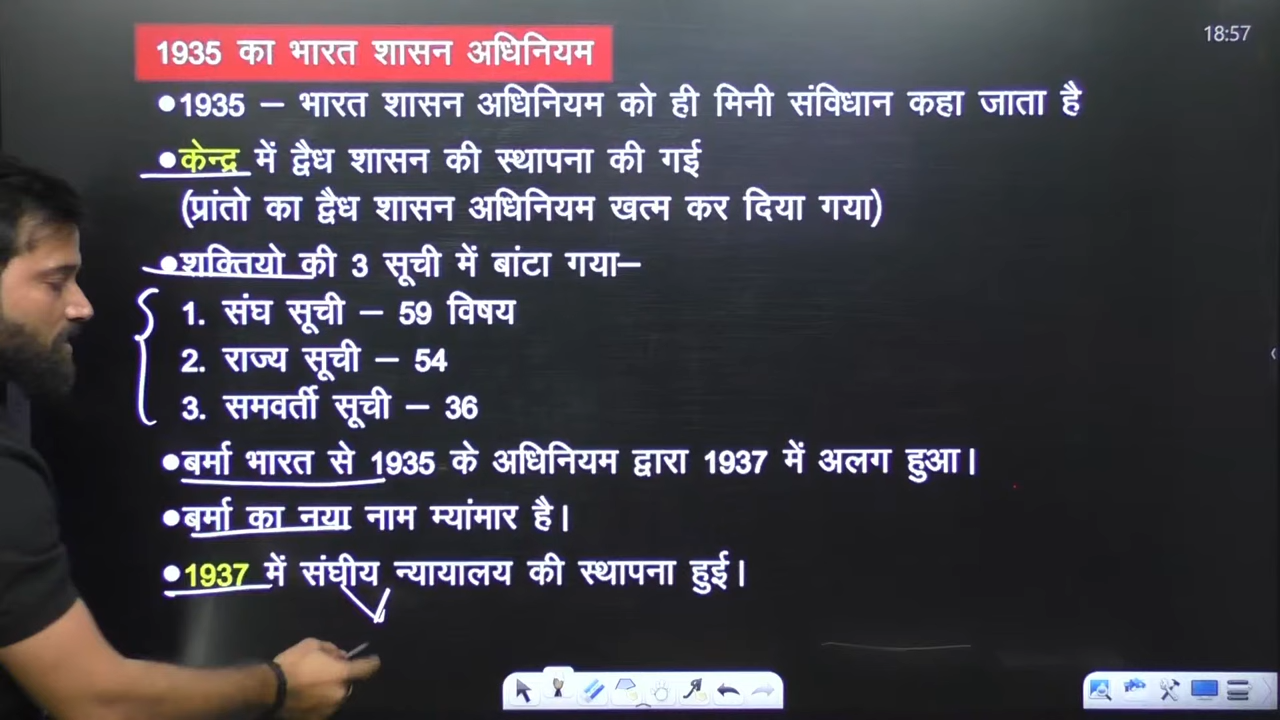 18:57
1935 का भारत शासन अधिनियम
•1935 – भारत शासन अधिनियम को ही मिनी संविधान कहा जाता है
•केन्द्र में द्वैध शासन की स्थापना की गई
(प्रांतो का द्वैध शासन अधिनियम खत्म कर दिया गया)
•शक्तियो की 3 सूची में बांटा गया–
1. संघ सूची – 59 विषय
2. राज्य सूची – 54
3. समवर्ती सूची – 36
•बर्मा भारत से 1935 के अधिनियम द्वारा 1937 में अलग हुआ।
•बर्मा का नया नाम म्यांमार है।
•1937 में संघीय न्यायालय की स्थापना हुई।